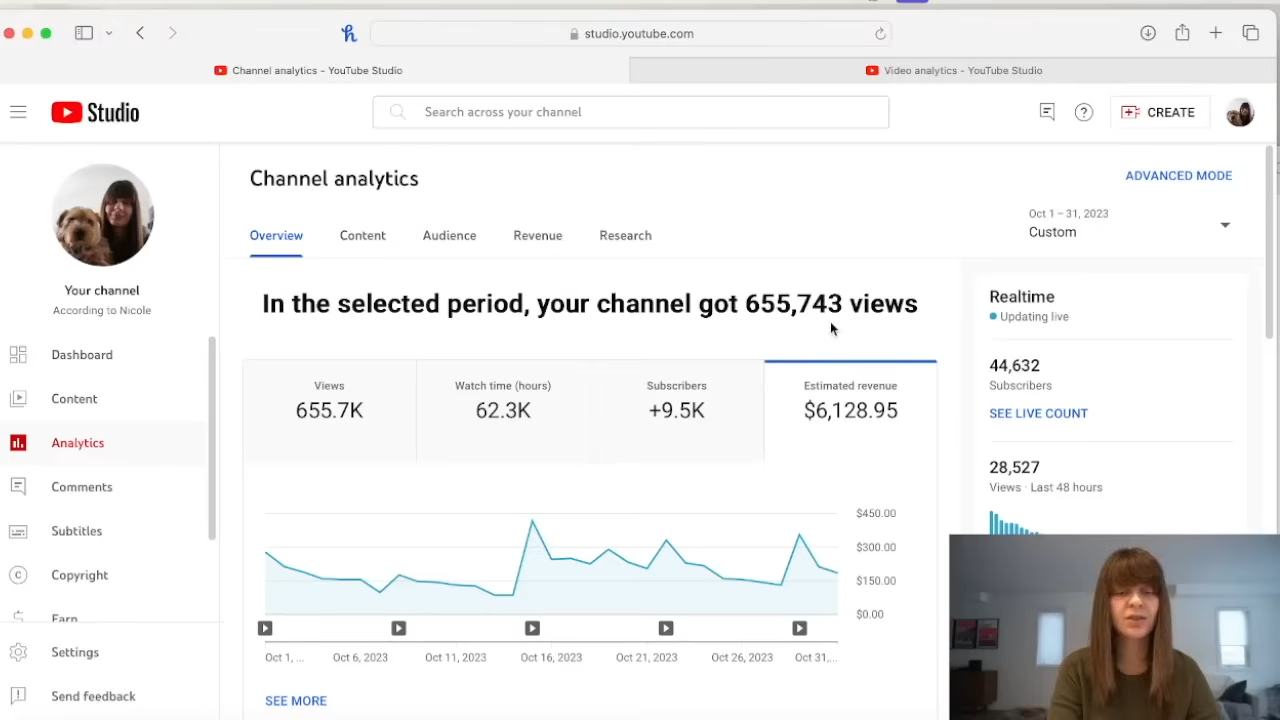 studio.youtube.com
Channel analytics - YouTube Studio
Video analytics - YouTube Studio
Studio
Search across your channel
CREATE
Your channel
According to Nicole
Dashboard
Content
Analytics
Comments
Subtitles
Copyright
Earn
Settings
Send feedback
Channel analytics
ADVANCED MODE
Overview
Content
Audience
Revenue
Research
Oct 1 – 31, 2023
Custom
In the selected period, your channel got 655,743 views
Views
655.7K
Watch time (hours)
62.3K
Subscribers
+9.5K
Estimated revenue
$6,128.95
$450.00
$300.00
$150.00
$0.00
Oct 1, ...
Oct 6, 2023
Oct 11, 2023
Oct 16, 2023
Oct 21, 2023
Oct 26, 2023
Oct 31,...
SEE MORE
Realtime
Updating live
44,632
Subscribers
SEE LIVE COUNT
28,527
Views · Last 48 hours